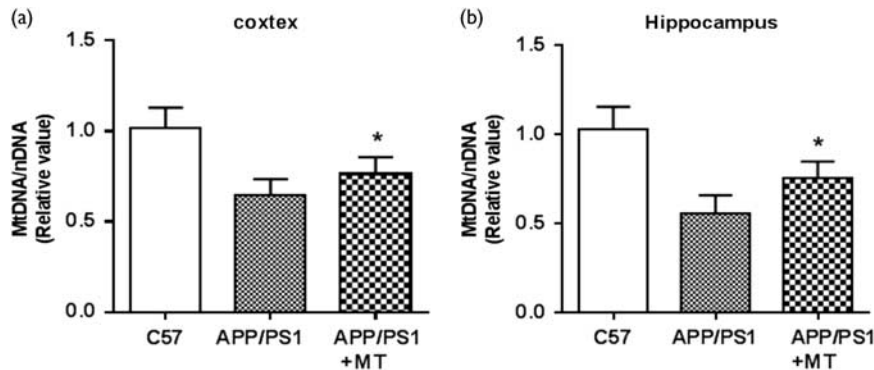 (a)
coxtex
MtDNA/nDNA
(Relative value)
1.5
1.0
0.5
0.0
*
C57
APP/PS1
APP/PS1
+MT
(b)
Hippocampus
MtDNA/nDNA
(Relative value)
1.5
1.0
0.5
0.0
*
C57
APP/PS1
APP/PS1
+MT